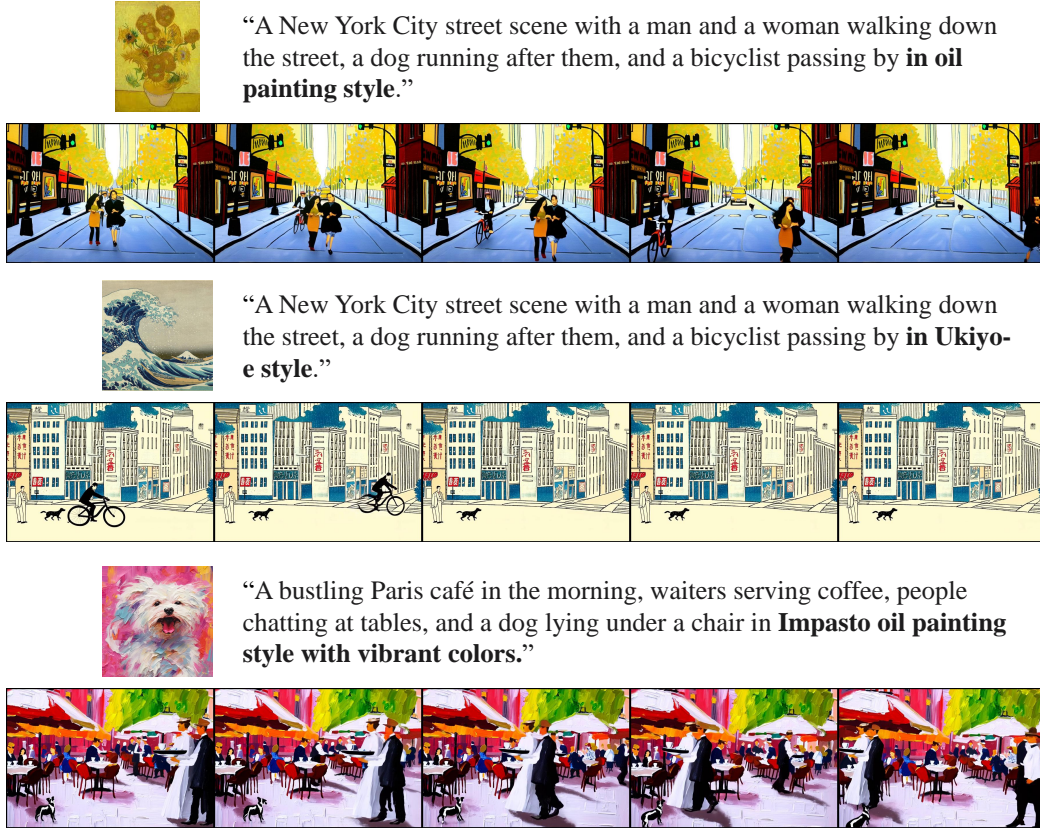 “A New York City street scene with a man and a woman walking down
the street, a dog running after them, and a bicyclist passing by in oil
painting style.”
“A New York City street scene with a man and a woman walking down
the street, a dog running after them, and a bicyclist passing by in Ukiyo-
e style.”
“A bustling Paris café in the morning, waiters serving coffee, people
chatting at tables, and a dog lying under a chair in Impasto oil painting
style with vibrant colors.”